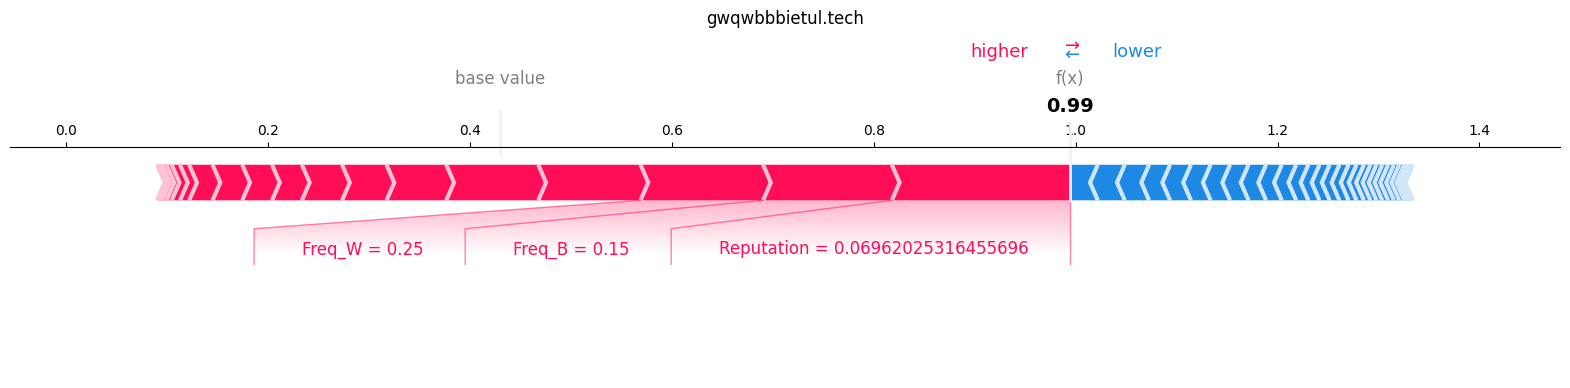 gwqwbbbietul.tech
higher ⇄ lower
base value f(x)
0.99
0.0 0.2 0.4 0.6 0.8 1.0 1.2 1.4
Freq_W = 0.25 Freq_B = 0.15 Reputation = 0.06962025316455696